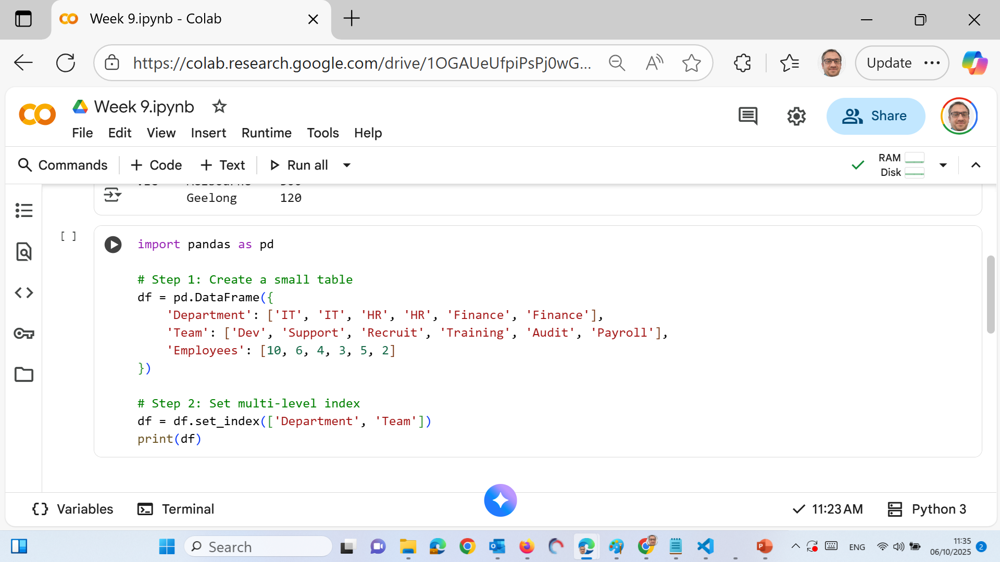 Week 9.ipynb - Colab
https://colab.research.google.com/drive/1OGAUeUfpiPsPj0wG...
Update
Week 9.ipynb
Share
File Edit View Insert Runtime Tools Help
Commands + Code + Text Run all
RAM
Disk
Geelong 120
[ ]
import pandas as pd
# Step 1: Create a small table
df = pd.DataFrame({
'Department': ['IT', 'IT', 'HR', 'HR', 'Finance', 'Finance'],
'Team': ['Dev', 'Support', 'Recruit', 'Training', 'Audit', 'Payroll'],
'Employees': [10, 6, 4, 3, 5, 2]
})
# Step 2: Set multi-level index
df = df.set_index(['Department', 'Team'])
print(df)
{} Variables Terminal 11:23 AM Python 3
Search
ENG
11:35
06/10/2025
2